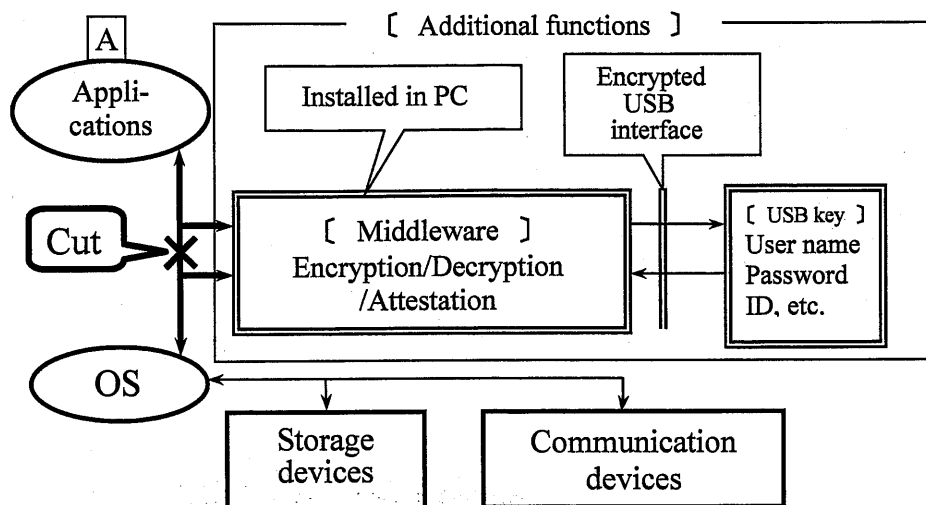 〔 Additional functions 〕
A
Appli-
cations
Installed in PC
Encrypted
USB
interface
Cut
〔 Middleware 〕
Encryption/Decryption
/Attestation
〔 USB key 〕
User name
Password
ID, etc.
OS
Storage
devices
Communication
devices